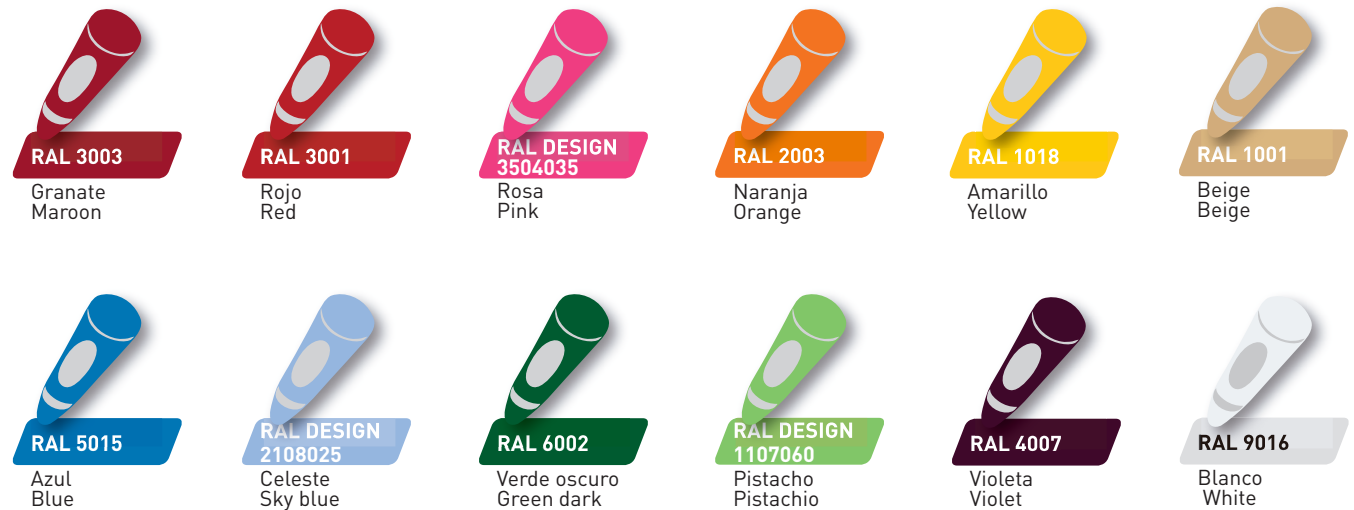 RAL 3003
Granate
Maroon
RAL 3001
Rojo
Red
RAL DESIGN
3504035
Rosa
Pink
RAL 2003
Naranja
Orange
RAL 1018
Amarillo
Yellow
RAL 1001
Beige
Beige
RAL 5015
Azul
Blue
RAL DESIGN
2108025
Celeste
Sky blue
RAL 6002
Verde oscuro
Green dark
RAL DESIGN
1107060
Pistacho
Pistachio
RAL 4007
Violeta
Violet
RAL 9016
Blanco
White